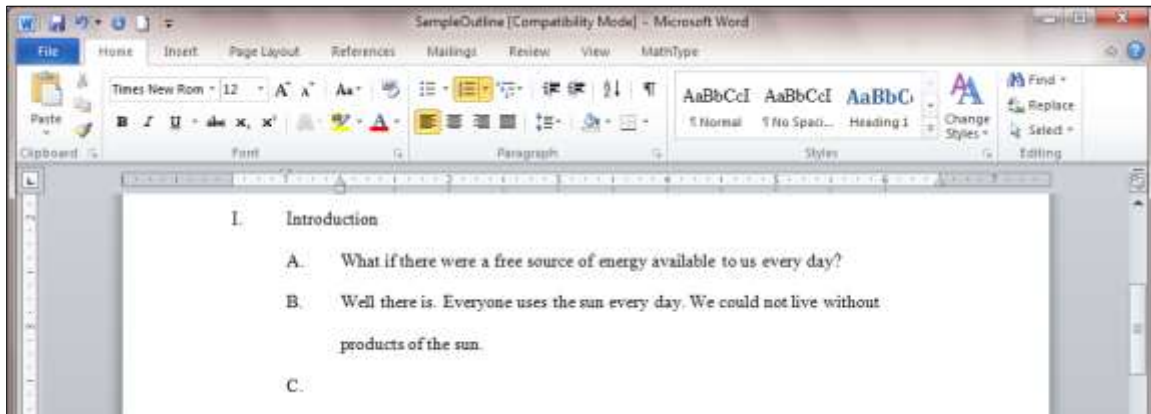 SampleOutline [Compatibility Mode] - Microsoft Word
File Home Insert Page Layout References Mailings Review View MathType
Times New Rom 12 A A Aa
Paste
B I U abc x, x' A
AaBbCcI AaBbCcI AaBbC
¶ Normal ¶ No Spaci... Heading 1
Change Styles
Find
Replace
Select
Clipboard Font Paragraph Styles Editing
I. Introduction
A. What if there were a free source of energy available to us every day?
B. Well there is. Everyone uses the sun every day. We could not live without
products of the sun.
C.